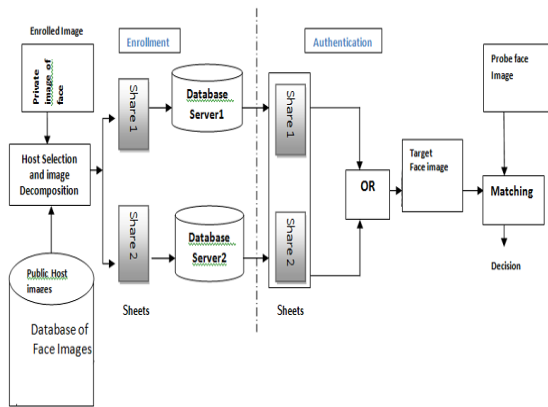 Enrolled Image
Private
image of
face
Host Selection
and image
Decomposition
Public Host
images
Database of
Face Images
Enrollment
Share 1
Database
Server1
Share 2
Database
Server2
Sheets
Authentication
Share 1
Share 2
Sheets
OR
Target
Face image
Probe face
Image
Matching
Decision